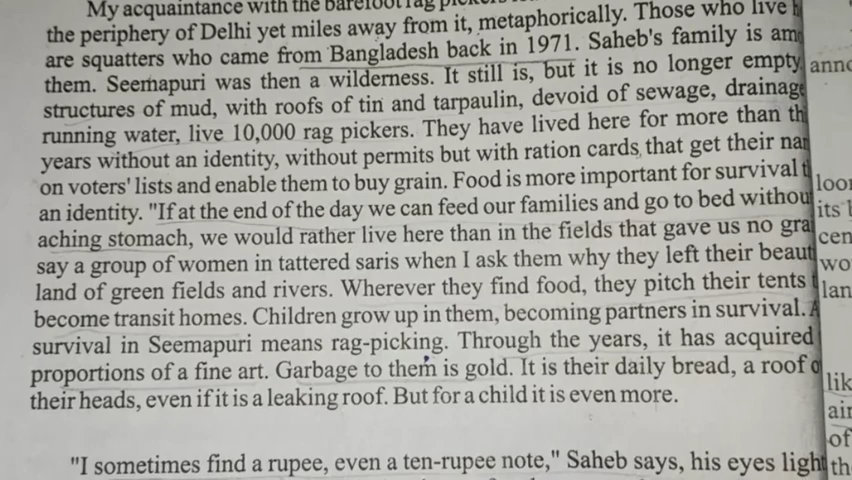 My acquaintance with the barefoot rag
the periphery of Delhi yet miles away from it, metaphorically. Those who live
are squatters who came from Bangladesh back in 1971. Saheb's family is
them. Seemapuri was then a wilderness. It still is, but it is no longer empty
structures of mud, with roofs of tin and tarpaulin, devoid of sewage, drainage
running water, live 10,000 rag pickers. They have lived here for more than
years without an identity, without permits but with ration cards that get their
on voters' lists and enable them to buy grain. Food is more important for survival
an identity. "If at the end of the day we can feed our families and go to bed
aching stomach, we would rather live here than in the fields that gave us no
say a group of women in tattered saris when I ask them why they left their
land of green fields and rivers. Wherever they find food, they pitch their tents
become transit homes. Children grow up in them, becoming partners in survival.
survival in Seemapuri means rag-picking. Through the years, it has acquired
proportions of a fine art. Garbage to them is gold. It is their daily bread, a roof
their heads, even if it is a leaking roof. But for a child it is even more.
"I sometimes find a rupee, even a ten-rupee note," Saheb says, his eyes light